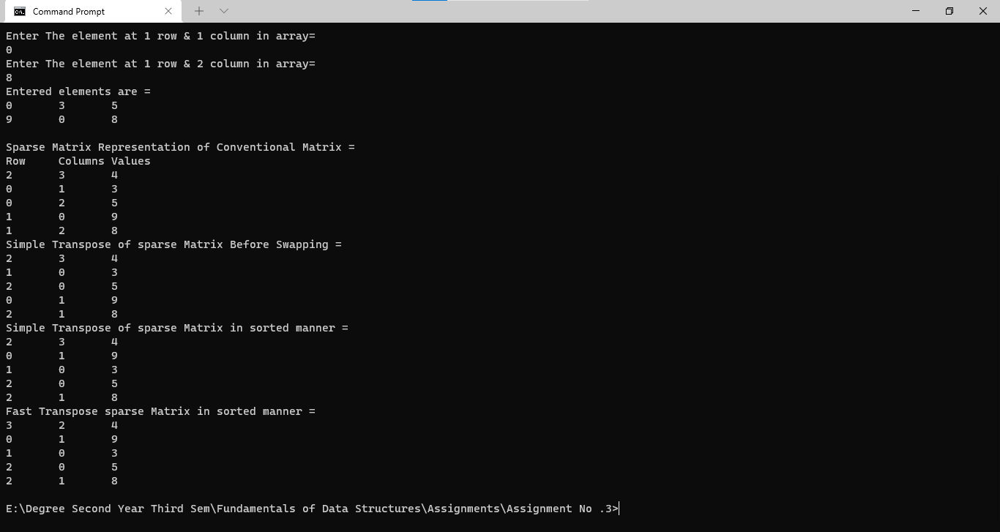 Command Prompt
Enter The element at 1 row & 1 column in array=
0
Enter The element at 1 row & 2 column in array=
8
Entered elements are =
0 3 5
9 0 8
Sparse Matrix Representation of Conventional Matrix =
Row Columns Values
2 3 4
0 1 3
0 2 5
1 0 9
1 2 8
Simple Transpose of sparse Matrix Before Swapping =
2 3 4
1 0 3
2 0 5
0 1 9
2 1 8
Simple Transpose of sparse Matrix in sorted manner =
2 3 4
0 1 9
1 0 3
2 0 5
2 1 8
Fast Transpose sparse Matrix in sorted manner =
3 2 4
0 1 9
1 0 3
2 0 5
2 1 8
E:\Degree Second Year Third Sem\Fundamentals of Data Structures\Assignments\Assignment No .3>